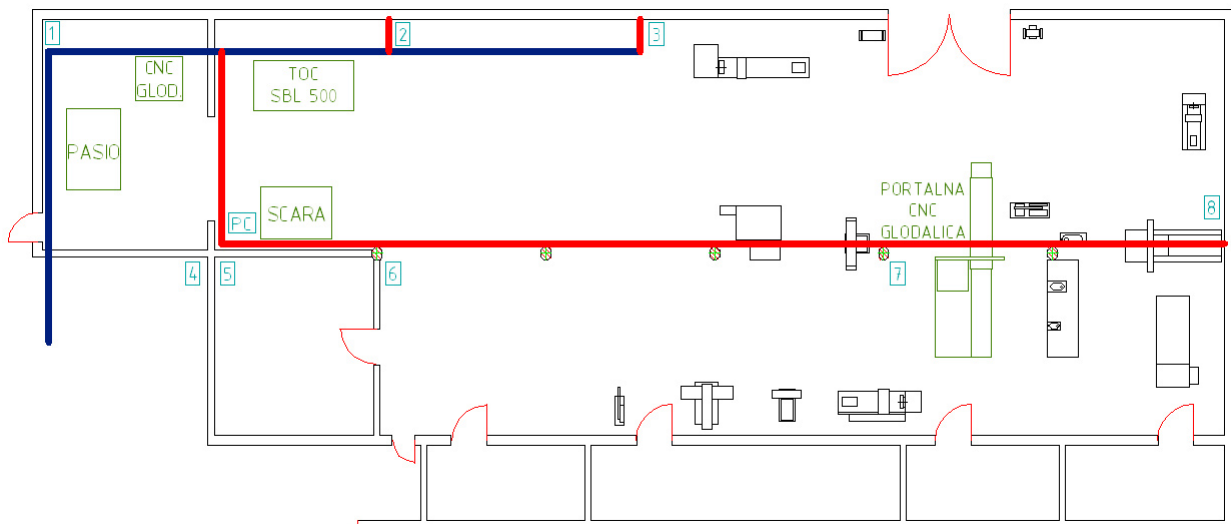 1
2
3
CNC
GLOD.
TOC
SBL 500
PASIO
PORTALNA
CNC
GLODALICA
SCARA
PC
8
4
5
6
7